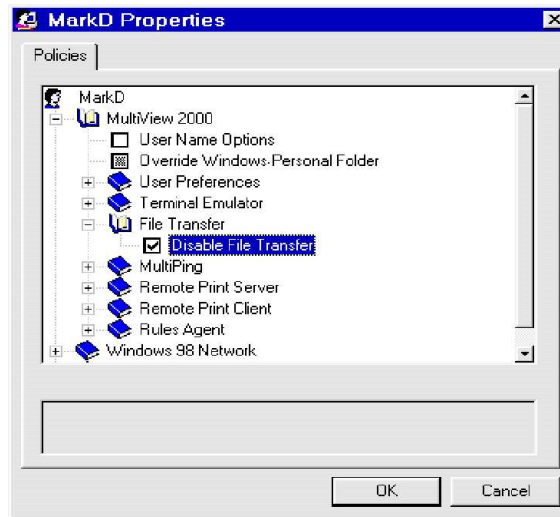 MarkD Properties
Policies
MarkD
MultiView 2000
User Name Options
Override Windows Personal Folder
User Preferences
Terminal Emulator
File Transfer
Disable File Transfer
MultiPing
Remote Print Server
Remote Print Client
Rules Agent
Windows 98 Network
OK
Cancel